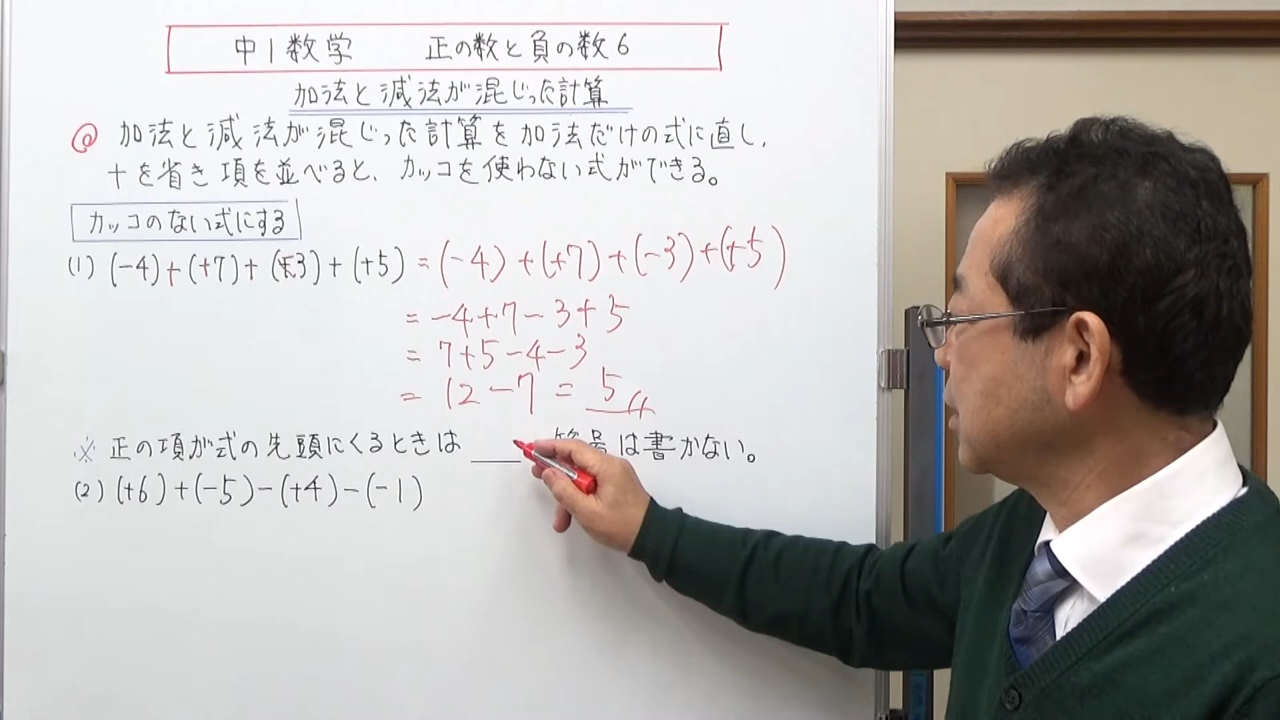 中1数学 正の数と負の数6
加法と減法が混じった計算
@ 加法と減法が混じった計算を加法だけの式に直し、
+を省き項を並べると、カッコを使わない式ができる。
カッコのない式にする
(1) (-4)+(+7)+(-3)+(+5) =(-4)+(+7)+(-3)+(+5)
= -4+7-3+5
= 7+5-4-3
= 12-7 = 5
※ 正の項が式の先頭にくるときは___号は書かない。
(2) (+6)+(-5)-(+4)-(-1)